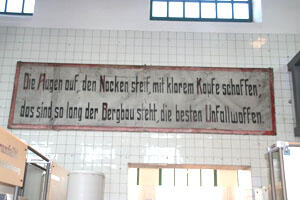 Die Augen auf, den Nacken steif, mit klarem Kopfe schaffen;
das sind, so lang der Bergbau steht, die besten Unfallwaffen.